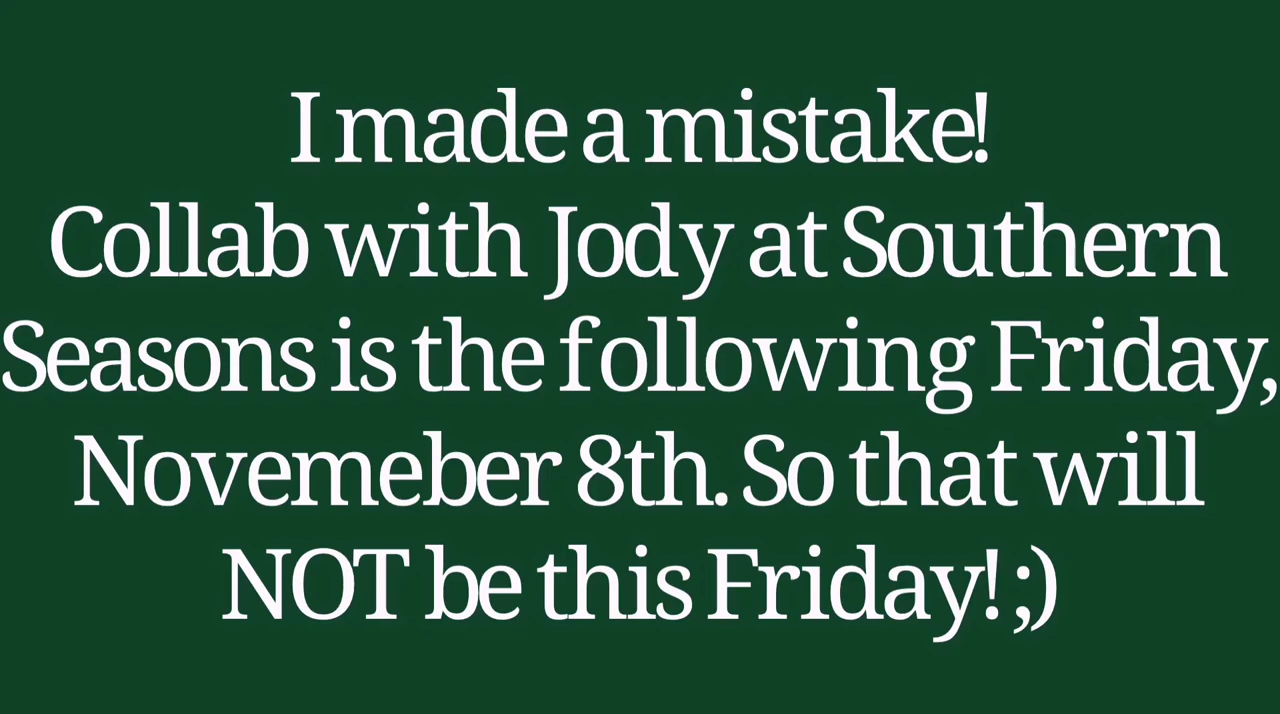 I made a mistake!
Collab with Jody at Southern
Seasons is the following Friday,
Novemeber 8th. So that will
NOT be this Friday! ;)